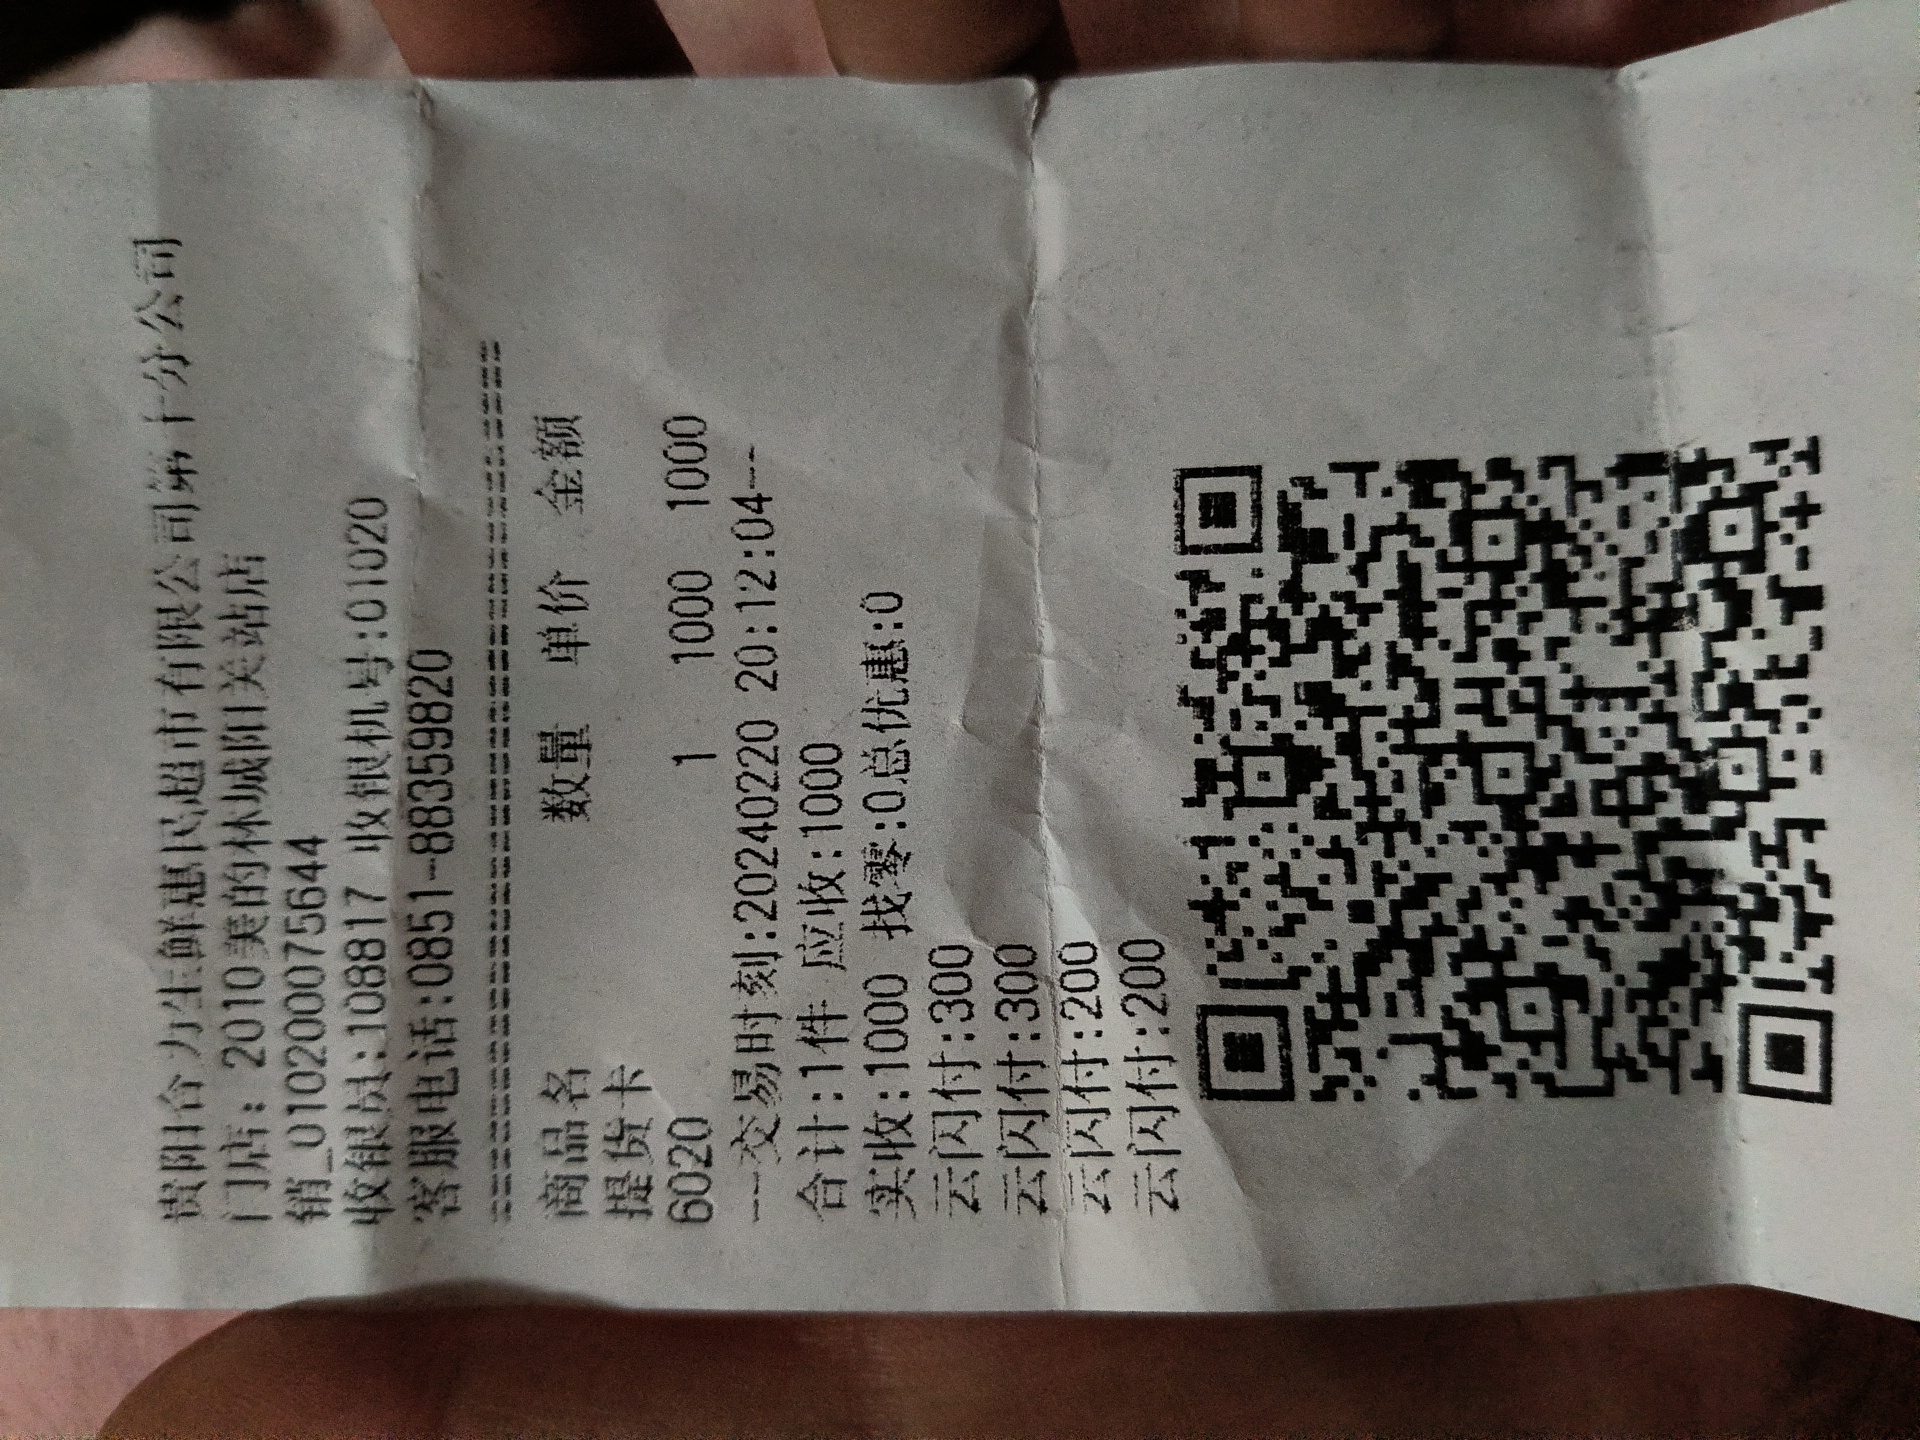 贵阳合力生鲜惠民超市有限公司第十分公司
门店: 2010美的林城阳关站店
销_01020007５644
收银员:108817 收银机号:01020
客服电话:0851-88359820
商品名 数量 单价 金额
提货卡
6020 1 1000 1000
---交易时刻:20240220 20:12:04---
合计:1件 应收:1000
实收:1000 找零:0总优惠:0
云闪付:300
云闪付:300
云闪付:200
云闪付:200